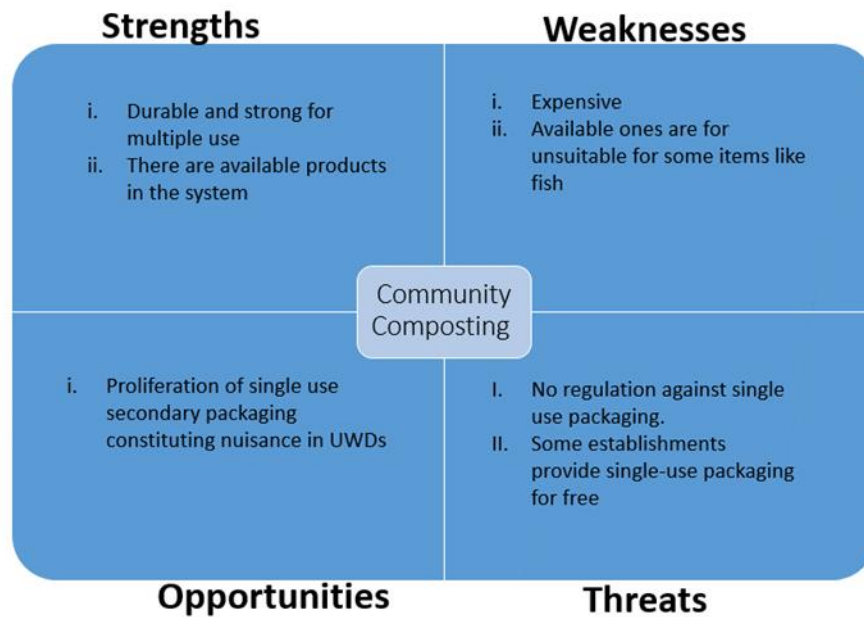 Strengths
i. Durable and strong for
multiple use
ii. There are available products
in the system
Weaknesses
i. Expensive
ii. Available ones are for
unsuitable for some items like
fish
Community
Composting
i. Proliferation of single use
secondary packaging
constituting nuisance in UWDs
I. No regulation against single
use packaging.
II. Some establishments
provide single-use packaging
for free
Opportunities
Threats